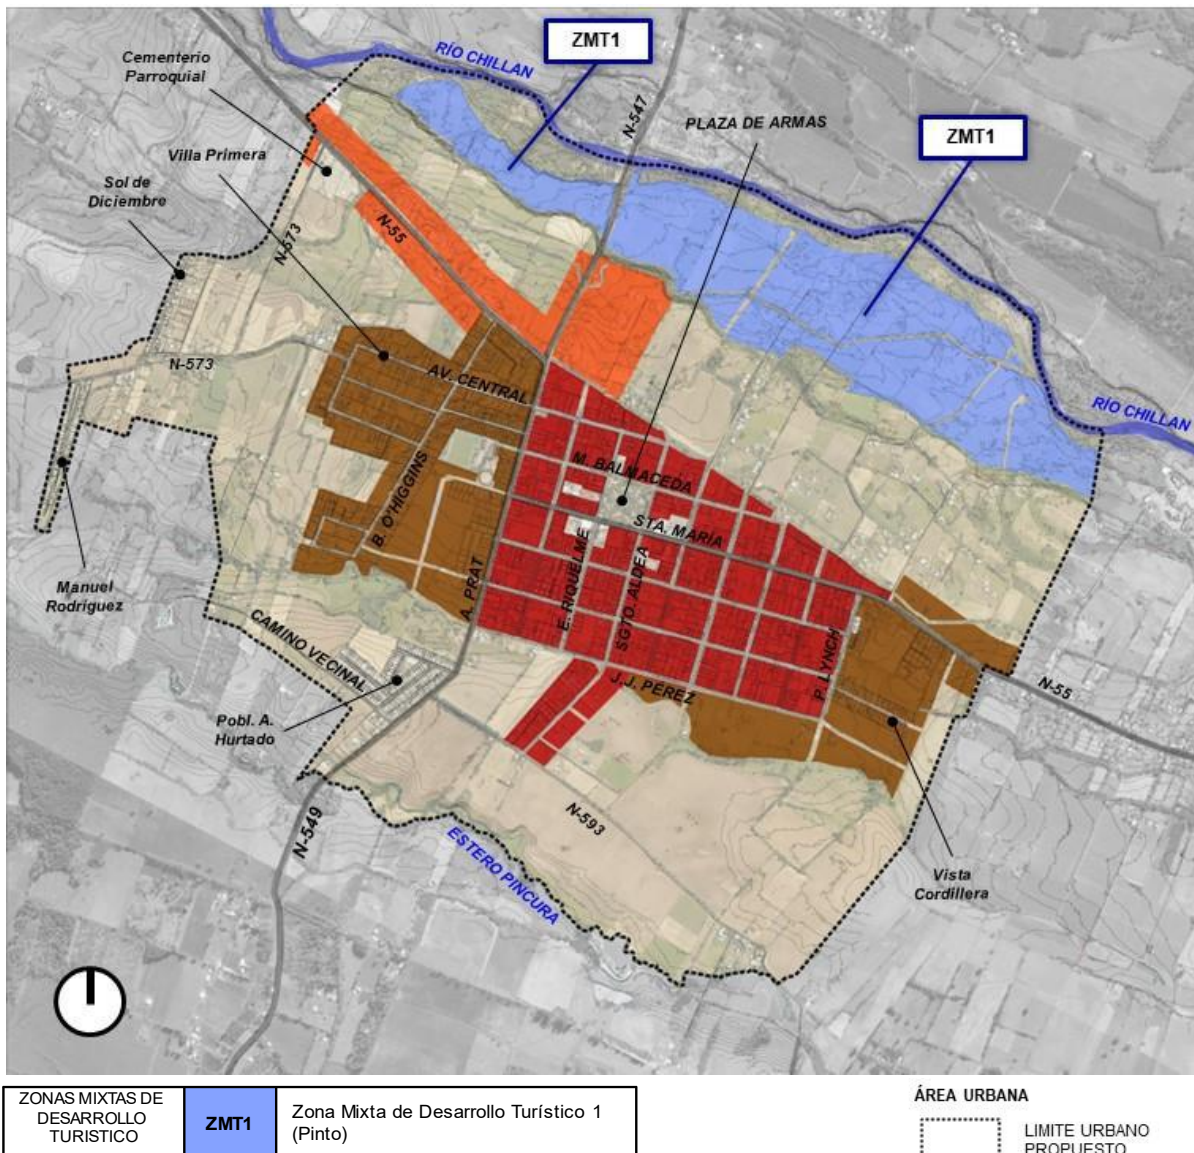 ZMT1
RÍO CHILLAN
Cementerio
Parroquial
N-547
PLAZA DE ARMAS
ZMT1
Villa Primera
Sol de
Diciembre
N-55
N-573
N-573
AV. CENTRAL
RÍO CHILLAN
M. BALMACEDA
B. O'HIGGINS
STA. MARÍA
E. RIQUELME
SGTO. ALDEA
A. PRAT
Manuel
Rodríguez
CAMINO VECINAL
P. LYNCH
J.J. PEREZ
N-55
Pobl. A.
Hurtado
N-593
N-549
ESTERO PINCURA
Vista
Cordillera
ZONAS MIXTAS DE
DESARROLLO
TURISTICO
ZMT1
Zona Mixta de Desarrollo Turístico 1
(Pinto)
ÁREA URBANA
LIMITE URBANO
PROPUESTO